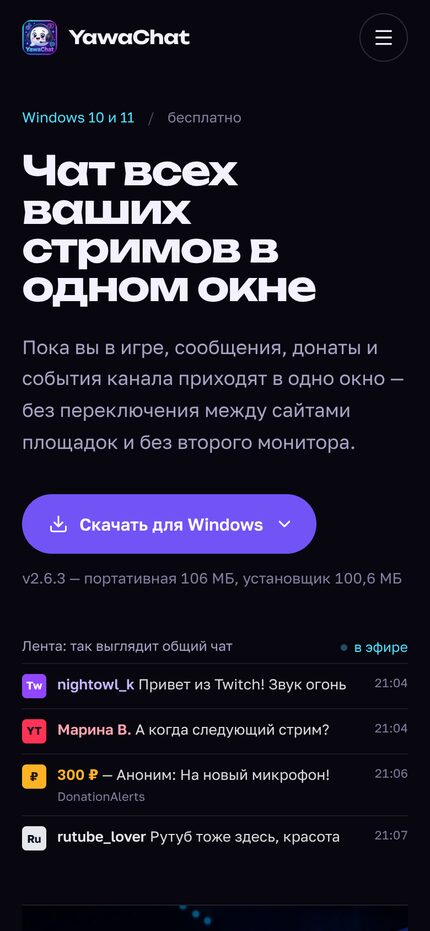 YawaChat
YawaChat
Windows 10 и 11 / бесплатно
Чат всех
ваших
стримов в
одном окне
Пока вы в игре, сообщения, донаты и
события канала приходят в одно окно —
без переключения между сайтами
площадок и без второго монитора.
Скачать для Windows
v2.6.3 — портативная 106 МБ, установщик 100,6 МБ
Лента: так выглядит общий чат в эфире
Tw nightowl_k Привет из Twitch! Звук огонь 21:04
YT Марина В. А когда следующий стрим? 21:04
₽ 300 ₽ — Аноним: На новый микрофон! 21:06
DonationAlerts
Ru rutube_lover Рутуб тоже здесь, красота 21:07